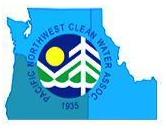 PACIFIC NORTHWEST CLEAN WATER ASSOC
1935